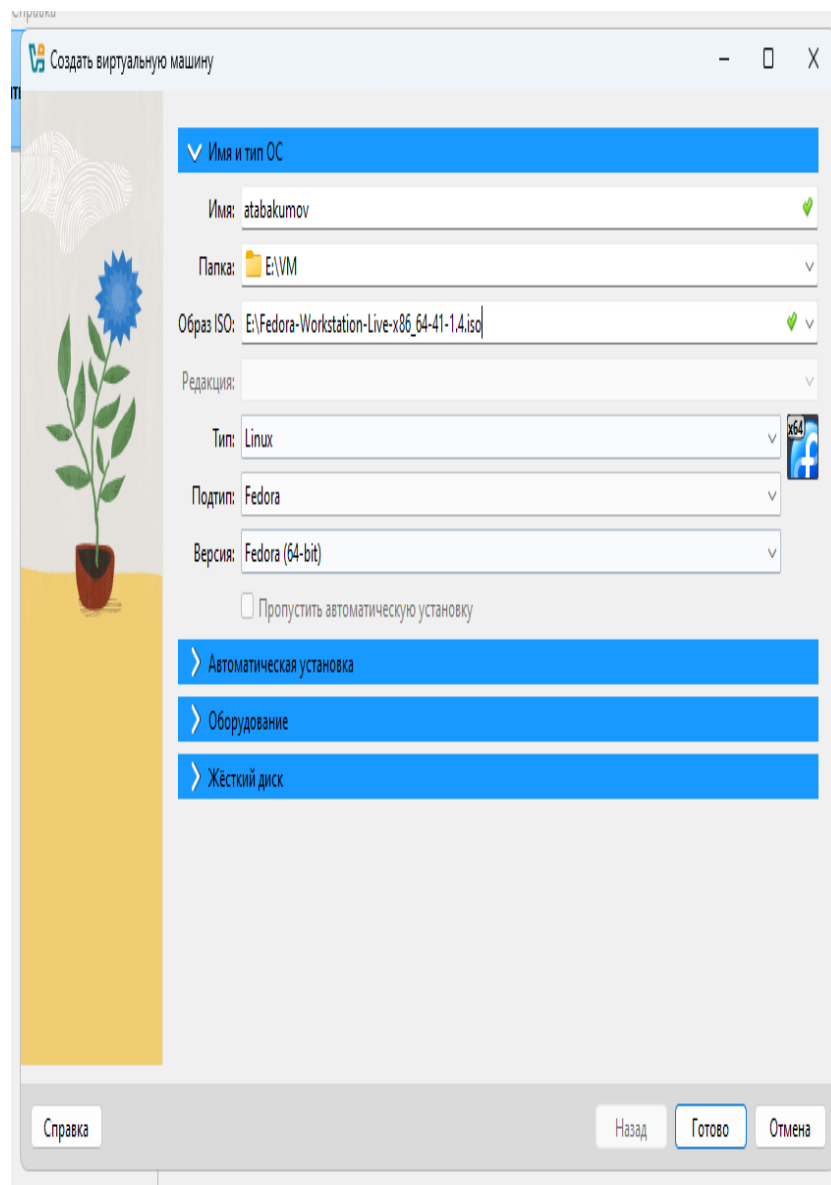 Справка
Создать виртуальную машину
Имя и тип ОС
Имя: atabakumov
Папка: E:\VM
Образ ISO: E:\Fedora-Workstation-Live-x86_64-41-1.4.iso
Редакция:
Тип: Linux
x64
Подтип: Fedora
Версия: Fedora (64-bit)
Пропустить автоматическую установку
Автоматическая установка
Оборудование
Жёсткий диск
Справка Назад Готово Отмена